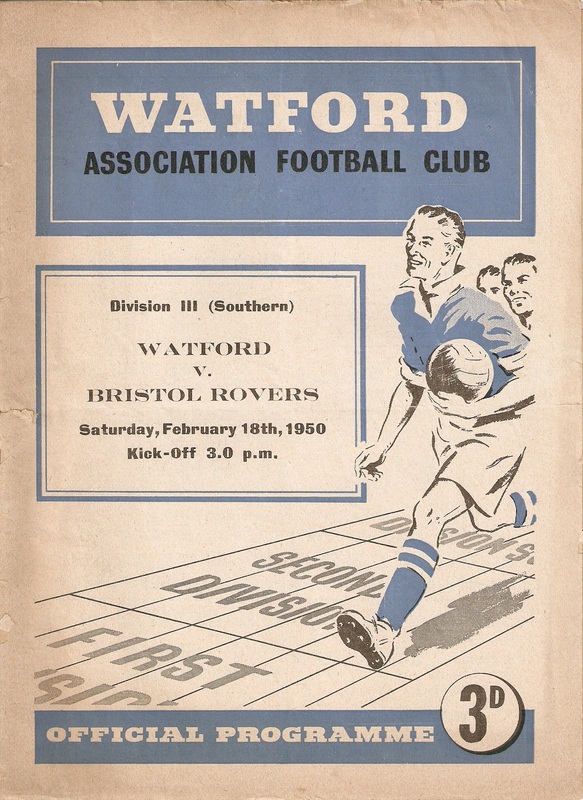 WATFORD
ASSOCIATION FOOTBALL CLUB
Division III (Southern)
WATFORD
V.
BRISTOL ROVERS
Saturday, February 18th, 1950
Kick-Off 3.0 p.m.
SECOND
DIVISION
FIRST
OFFICIAL PROGRAMME
3D